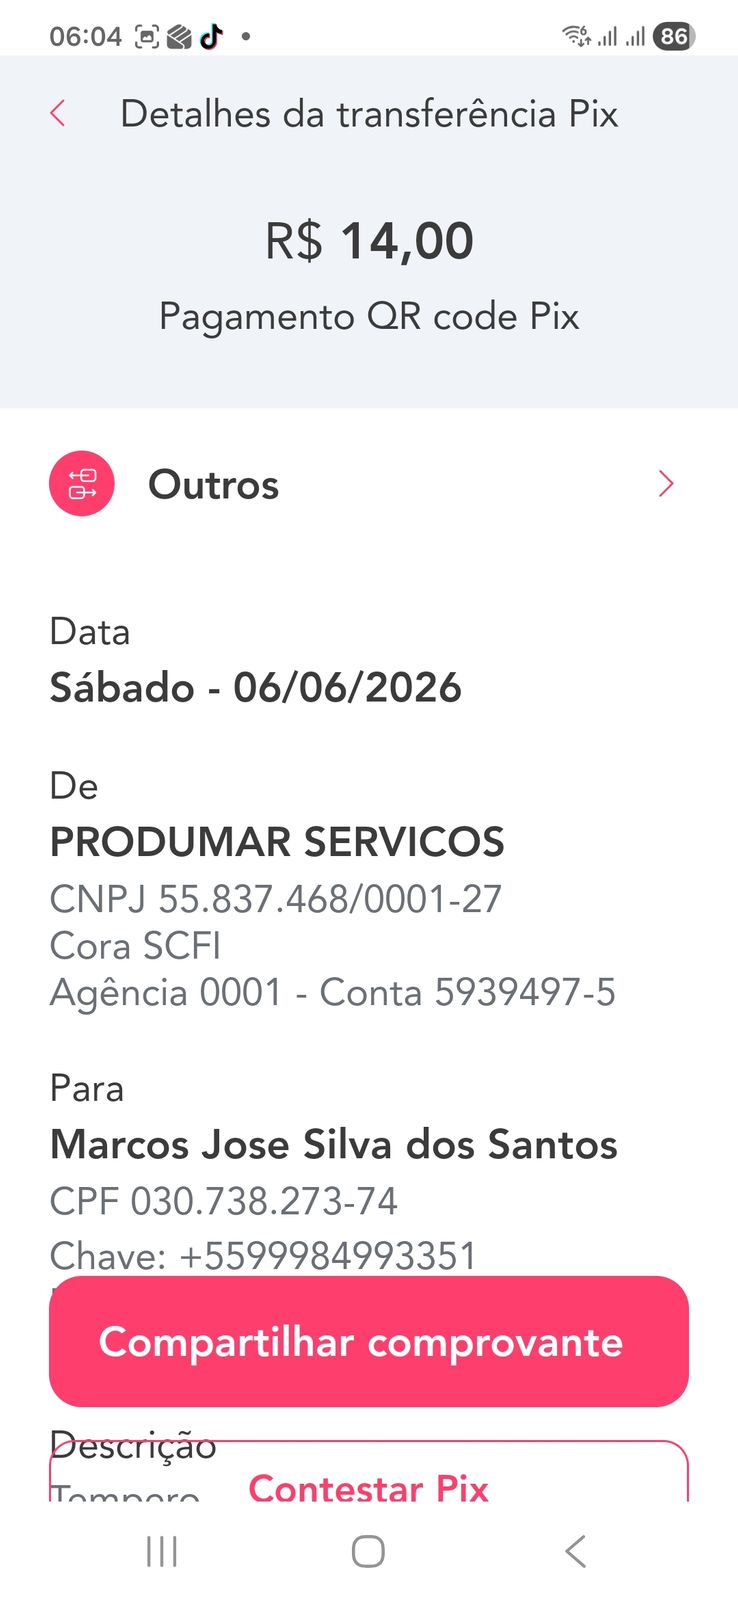 06:04
86
Detalhes da transferência Pix
R$ 14,00
Pagamento QR code Pix
Outros
Data
Sábado - 06/06/2026
De
PRODUMAR SERVICOS
CNPJ 55.837.468/0001-27
Cora SCFI
Agência 0001 - Conta 5939497-5
Para
Marcos Jose Silva dos Santos
CPF 030.738.273-74
Chave: +5599984993351
Compartilhar comprovante
Descrição
Tempero
Contestar Pix